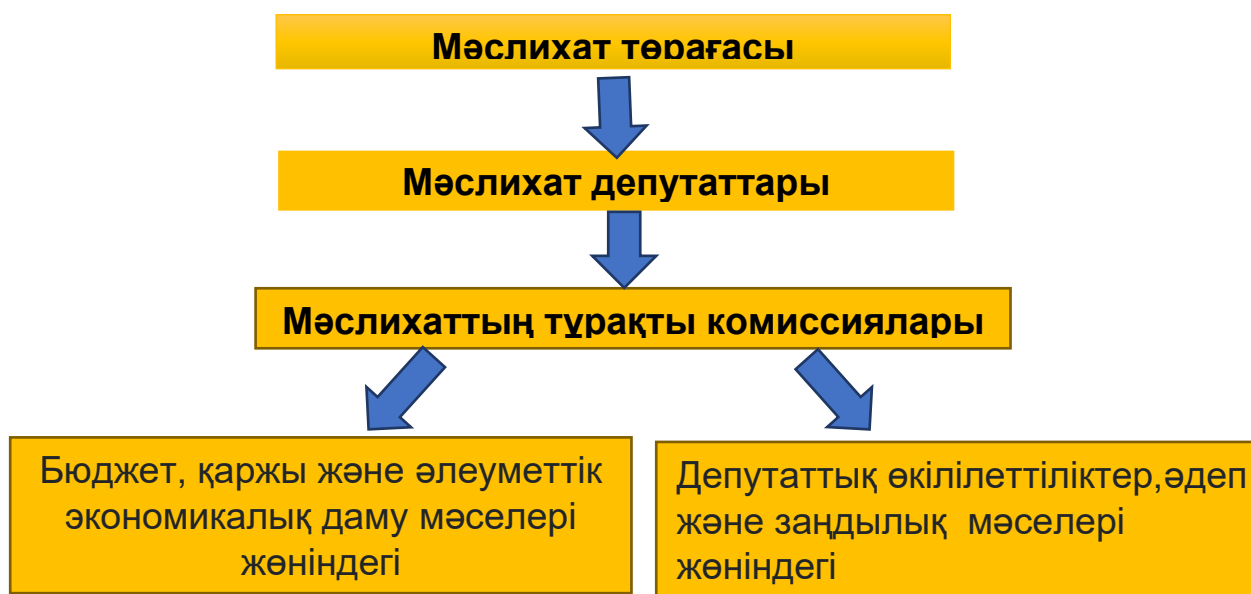 Мәслихат төрағасы
Мәслихат депутаттары
Мәслихаттың тұрақты комиссиялары
Бюджет, қаржы және әлеуметтік
экономикалық даму мәселері
жөніндегі
Депутаттық өкілілеттіліктер,әдеп
және заңдылық мәселері
жөніндегі